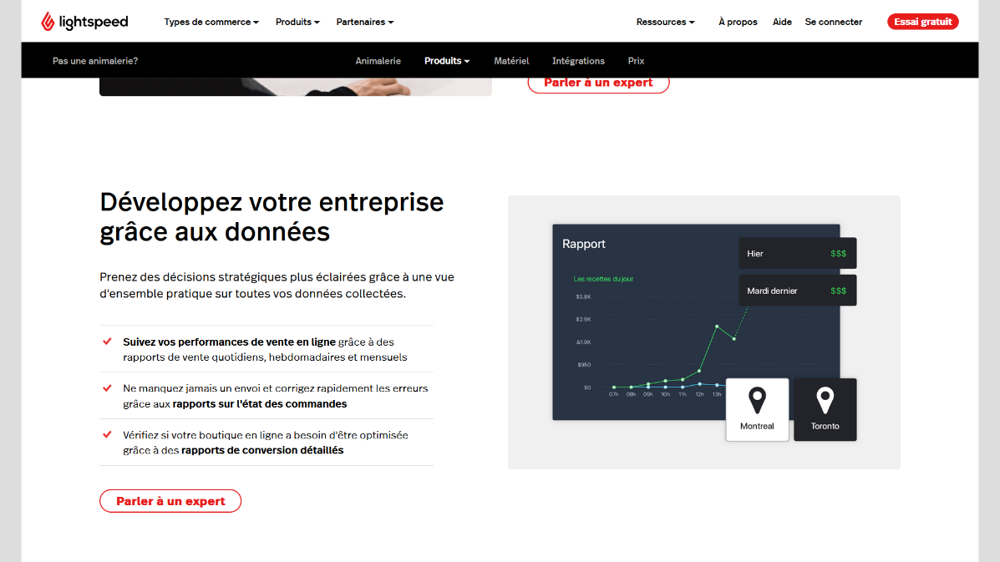 lightspeed
Types de commerce
Produits
Partenaires
Ressources
À propos
Aide
Se connecter
Essai gratuit
Pas une animalerie?
Animalerie
Produits
Matériel
Intégrations
Prix
Parler à un expert
Développez votre entreprise
grâce aux données
Prenez des décisions stratégiques plus éclairées grâce à une vue
d'ensemble pratique sur toutes vos données collectées.
Suivez vos performances de vente en ligne grâce à des
rapports de vente quotidiens, hebdomadaires et mensuels
Ne manquez jamais un envoi et corrigez rapidement les erreurs
grâce aux rapports sur l'état des commandes
Vérifiez si votre boutique en ligne a besoin d'être optimisée
grâce à des rapports de conversion détaillés
Parler à un expert
Rapport
Hier $$$
Mardi dernier $$$
Les recettes du jour
$3.8K
$2.9K
&1.9K
$950
$0
07h 08h 09h 10h 11h 12h 13h
Montreal
Toronto